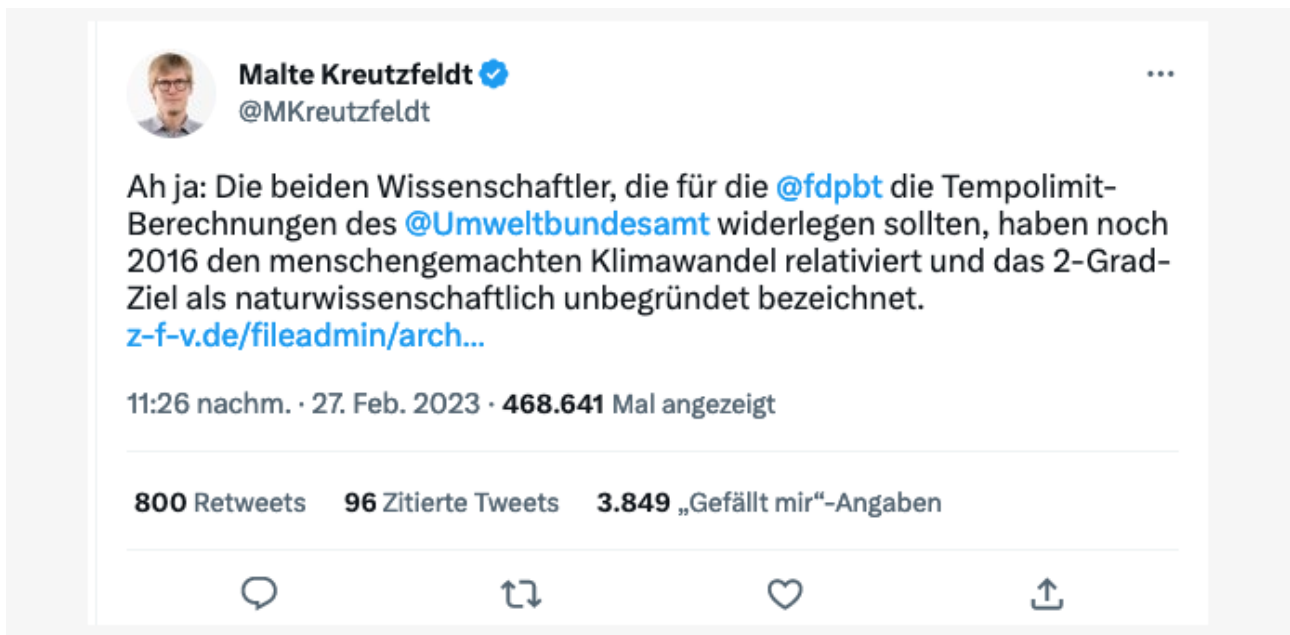 Malte Kreutzfeldt
@MKreutzfeldt
Ah ja: Die beiden Wissenschaftler, die für die @fdpbt die Tempolimit-
Berechnungen des @Umweltbundesamt widerlegen sollten, haben noch
2016 den menschengemachten Klimawandel relativiert und das 2-Grad-
Ziel als naturwissenschaftlich unbegründet bezeichnet.
z-f-v.de/fileadmin/arch...
11:26 nachm. · 27. Feb. 2023 · 468.641 Mal angezeigt
800 Retweets 96 Zitierte Tweets 3.849 „Gefällt mir“-Angaben